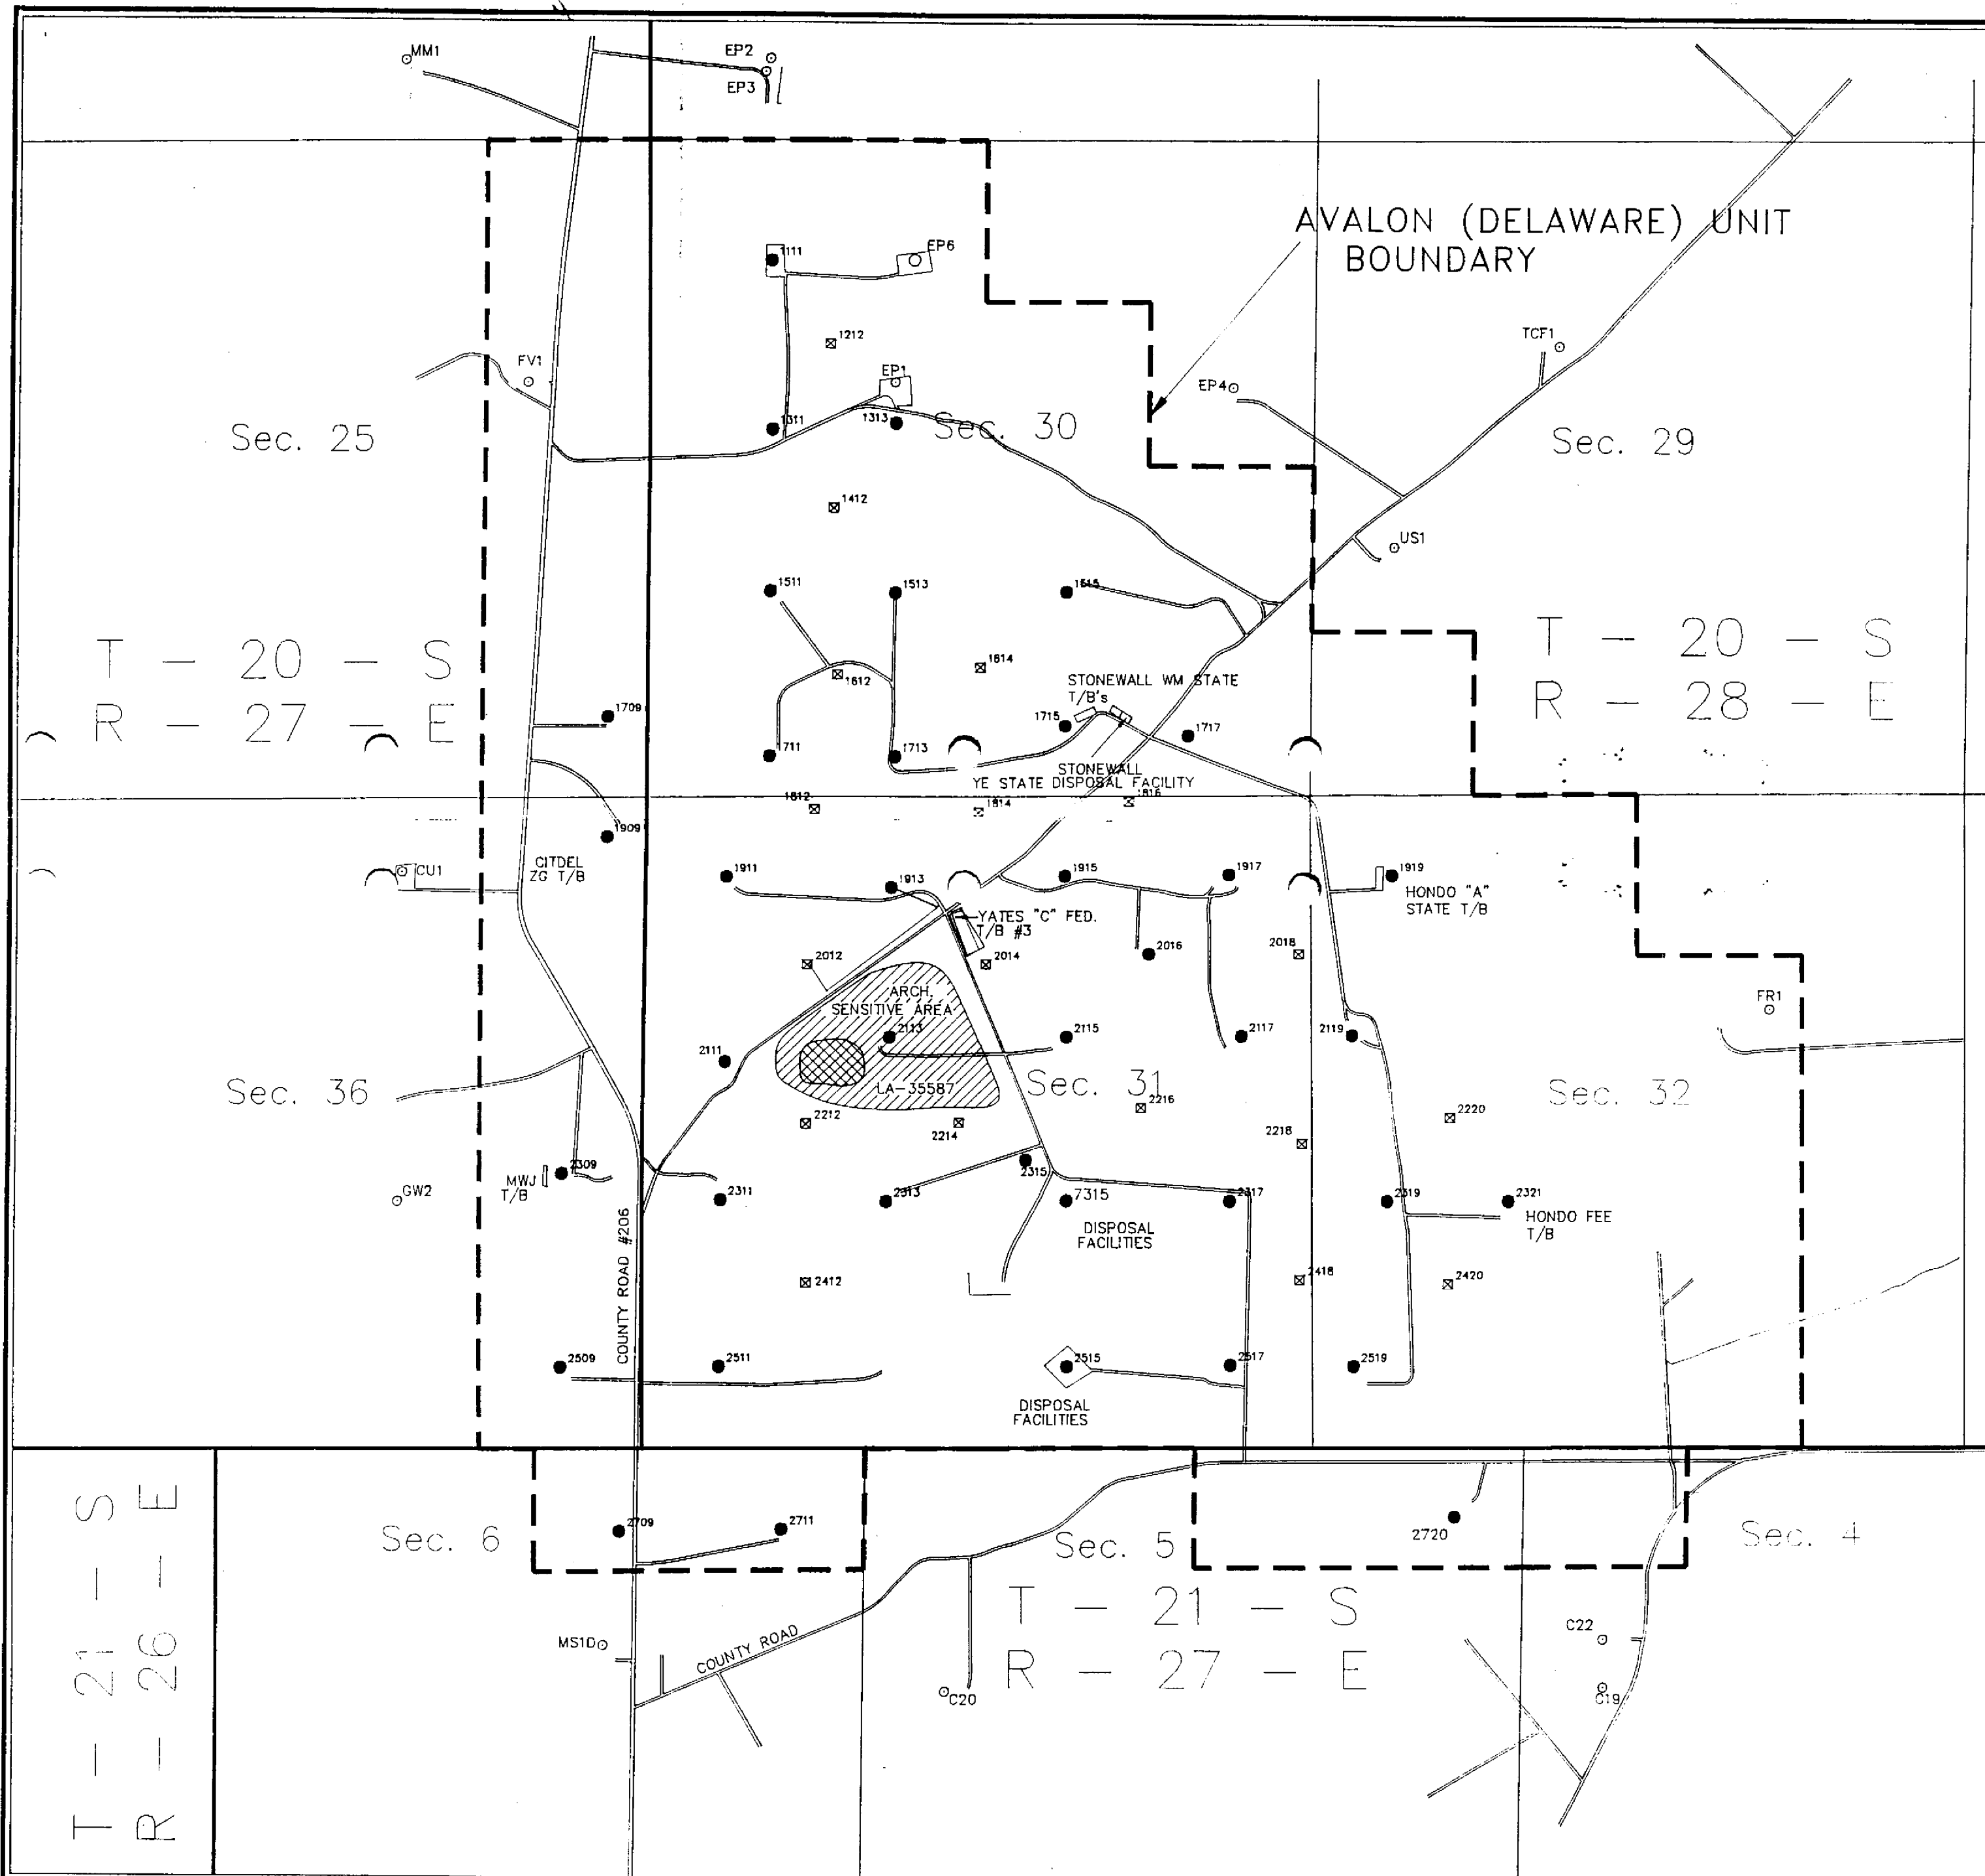 MM1
EP2
EP3
AVALON (DELAWARE) UNIT
BOUNDARY
1111
EP6
1212
TCF1
FV1
EP1
EP4
1311
1313
Sec. 25
Sec. 30
Sec. 29
1412
US1
1511
1513
1515
T - 20 - S
R - 27 - E
T - 20 - S
R - 28 - E
1612
1614
STONEWALL WM STATE
T/B's
1709
1711
1713
1715
1717
STONEWALL
YE STATE DISPOSAL FACILITY
1812
1814
1816
1909
CU1
CITDEL
ZG T/B
1911
1913
1915
1917
1919
HONDO "A"
STATE T/B
YATES "C" FED.
T/B #3
2012
2014
2016
2018
ARCH.
SENSITIVE AREA
FR1
2111
2113
2115
2117
2119
LA-35587
Sec. 36
Sec. 31
Sec. 32
2212
2214
2216
2218
2220
2309
MWJ
T/B
GW2
2311
2313
2315
7315
2317
2319
2321
HONDO FEE
T/B
DISPOSAL
FACILITIES
COUNTY ROAD #206
2412
2418
2420
2509
2511
2515
2517
2519
DISPOSAL
FACILITIES
T - 21 - S
R - 26 - E
Sec. 6
2709
2711
Sec. 5
2720
Sec. 4
T - 21 - S
R - 27 - E
MS1D
COUNTY ROAD
C20
C22
C19